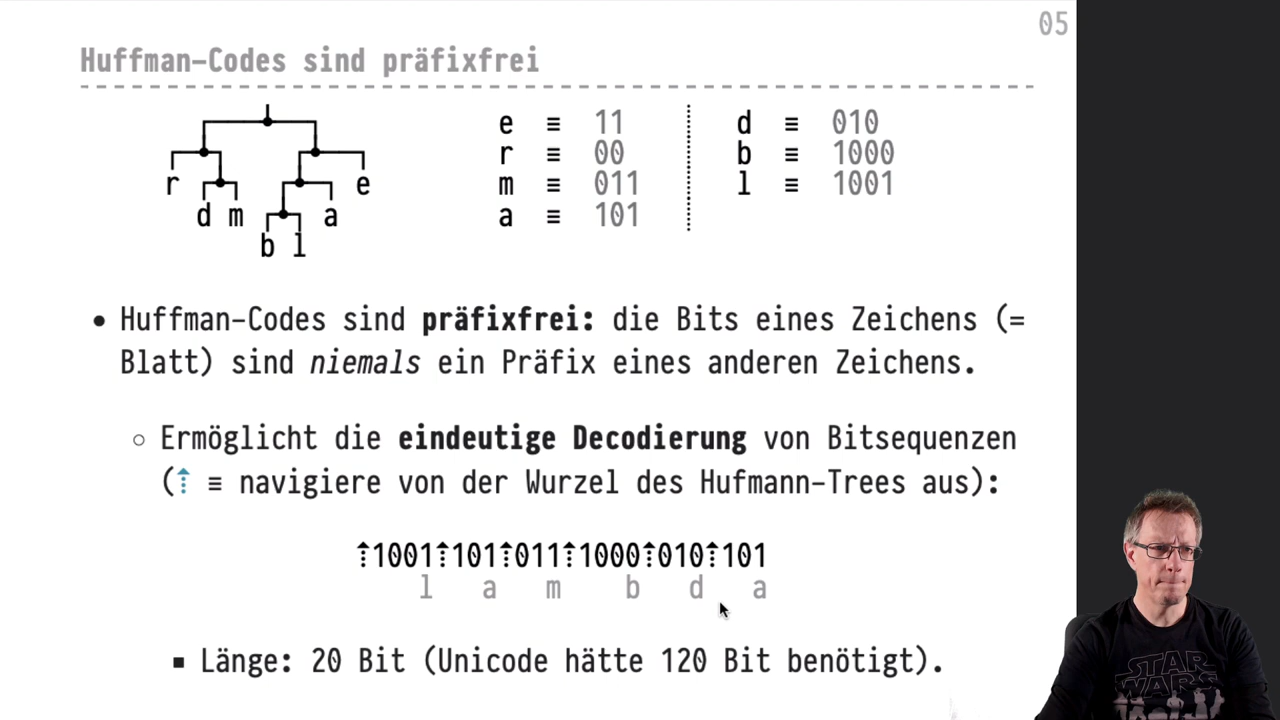 05
Huffman-Codes sind präfixfrei
e ≡ 11
r ≡ 00
m ≡ 011
a ≡ 101
d ≡ 010
b ≡ 1000
l ≡ 1001
r
e
d m
a
b l
• Huffman-Codes sind präfixfrei: die Bits eines Zeichens (=
Blatt) sind niemals ein Präfix eines anderen Zeichens.
○ Ermöglicht die eindeutige Decodierung von Bitsequenzen
(⇡ ≡ navigiere von der Wurzel des Hufmann-Trees aus):
⇡1001⇡101⇡011⇡1000⇡010⇡101
l a m b d a
▪ Länge: 20 Bit (Unicode hätte 120 Bit benötigt).
STAR
WARS